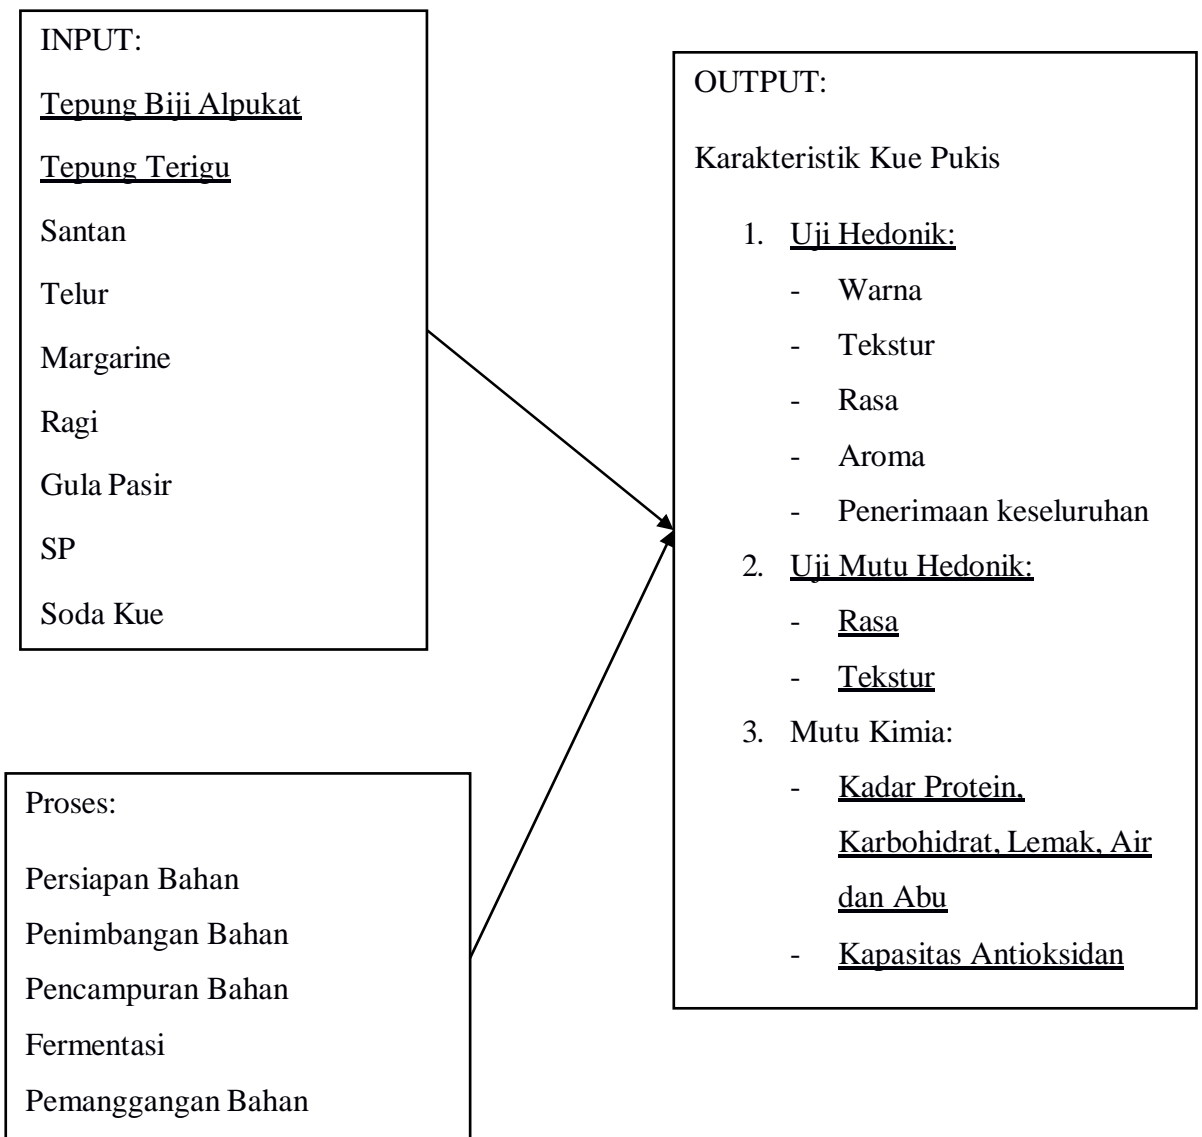 INPUT:
Tepung Biji Alpukat
Tepung Terigu
Santan
Telur
Margarine
Ragi
Gula Pasir
SP
Soda Kue
Proses:
Persiapan Bahan
Penimbangan Bahan
Pencampuran Bahan
Fermentasi
Pemanggangan Bahan
OUTPUT:
Karakteristik Kue Pukis
1. Uji Hedonik:
- Warna
- Tekstur
- Rasa
- Aroma
- Penerimaan keseluruhan
2. Uji Mutu Hedonik:
- Rasa
- Tekstur
3. Mutu Kimia:
- Kadar Protein,
Karbohidrat, Lemak, Air
dan Abu
- Kapasitas Antioksidan